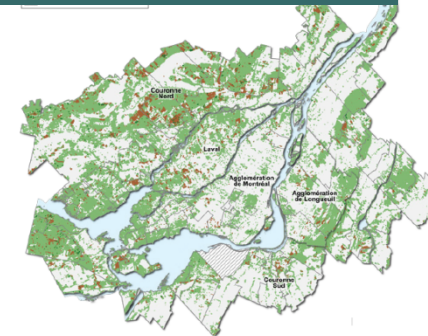 Couronne
Nord
Laval
Agglomération
de Montréal
Agglomération
de Longueuil
Couronne
Sud